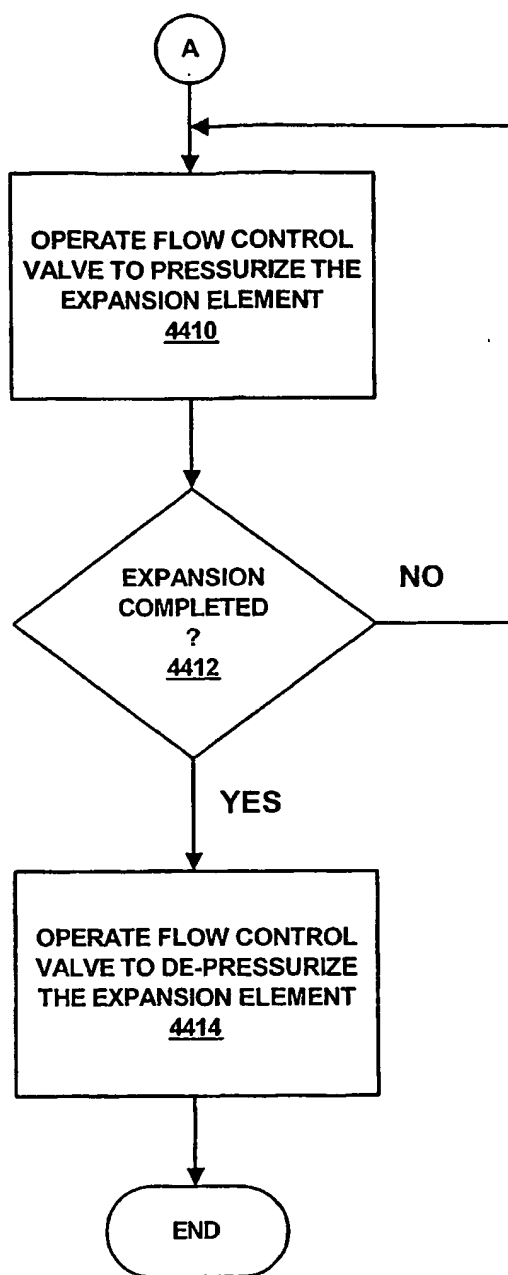 A
OPERATE FLOW CONTROL
VALVE TO PRESSURIZE THE
EXPANSION ELEMENT
4410
EXPANSION
COMPLETED
?
4412
NO
YES
OPERATE FLOW CONTROL
VALVE TO DE-PRESSURIZE
THE EXPANSION ELEMENT
4414
END